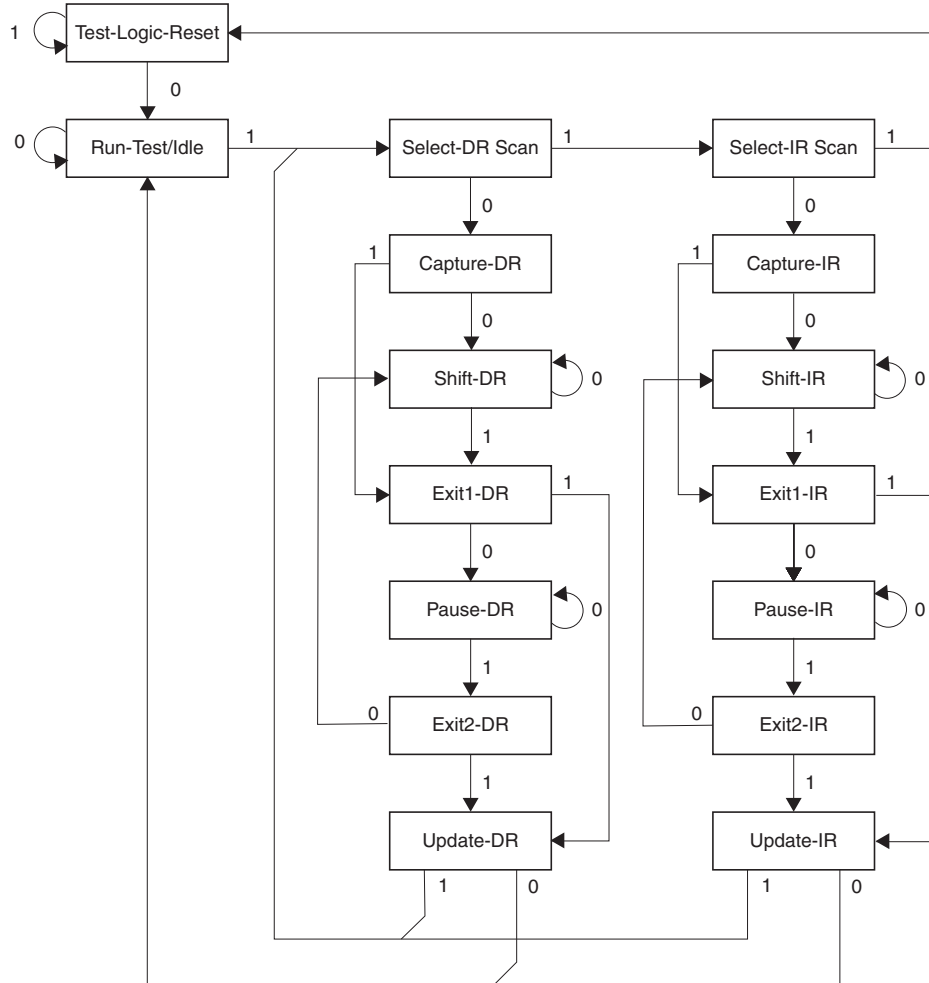 1
Test-Logic-Reset
0
0
Run-Test/Idle
1
Select-DR Scan
1
Select-IR Scan
1
0
0
1
Capture-DR
1
Capture-IR
0
0
Shift-DR
0
Shift-IR
0
1
1
Exit1-DR
1
Exit1-IR
1
0
0
Pause-DR
0
Pause-IR
0
1
1
0
Exit2-DR
0
Exit2-IR
1
1
Update-DR
Update-IR
1
0
1
0